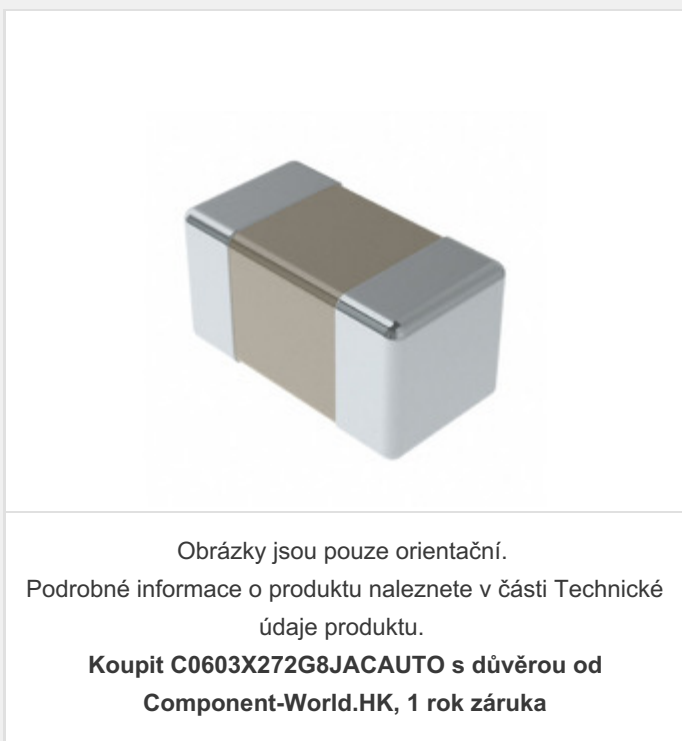 Obrázky jsou pouze orientační.
Podrobné informace o produktu naleznete v části Technické
údaje produktu.
Koupit C0603X272G8JACAUTO s důvěrou od
Component-World.HK, 1 rok záruka